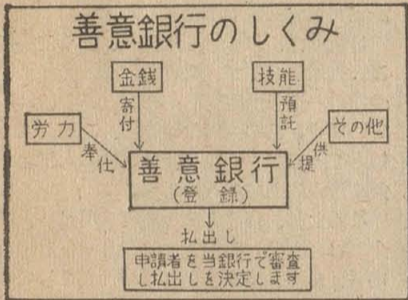 善意銀行のしくみ
金銭
技能
寄付
預託
労力
その他
奉仕
提供
善意銀行
(登録)
払出し
申請者を当銀行で審査
し払出しを決定します